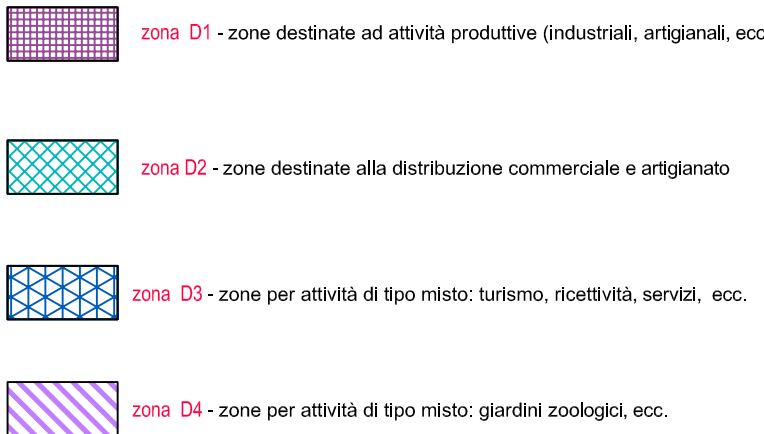 zona D1 - zone destinate ad attività produttive (industriali, artigianali, ecc
zona D2 - zone destinate alla distribuzione commerciale e artigianato
zona D3 - zone per attività di tipo misto: turismo, ricettività, servizi, ecc.
zona D4 - zone per attività di tipo misto: giardini zoologici, ecc.